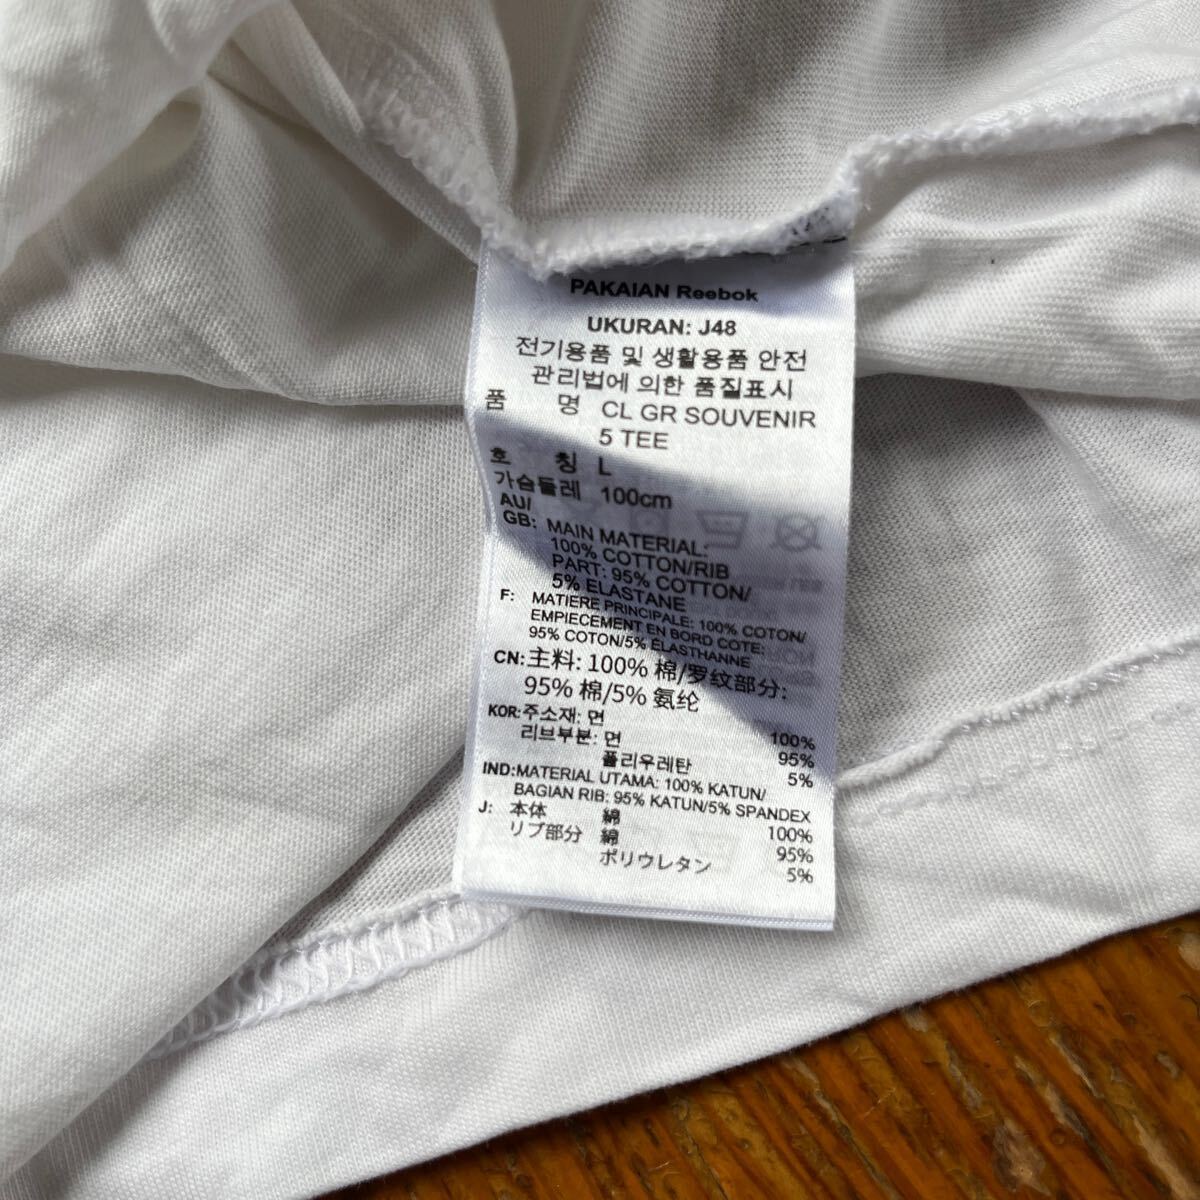 PAKAIAN Reebok
UKURAN: J48
전기용품 및 생활용품 안전
관리법에 의한 품질표시
품 명 CL GR SOUVENIR
5 TEE
호 칭 L
가슴둘레 100cm
AU/
GB: MAIN MATERIAL:
100% COTTON/RIB
PART: 95% COTTON/
5% ELASTANE
F: MATIERE PRINCIPALE: 100% COTON/
EMPIECEMENT EN BORD COTE:
95% COTON/5% ÉLASTHANNE
CN: 主料: 100% 棉/罗纹部分:
95% 棉/5% 氨纶
KOR: 주소재: 면 100%
리브부분: 면 95%
폴리우레탄 5%
IND: MATERIAL UTAMA: 100% KATUN/
BAGIAN RIB: 95% KATUN/5% SPANDEX
J: 本体 綿 100%
リブ部分 綿 95%
ポリウレタン 5%